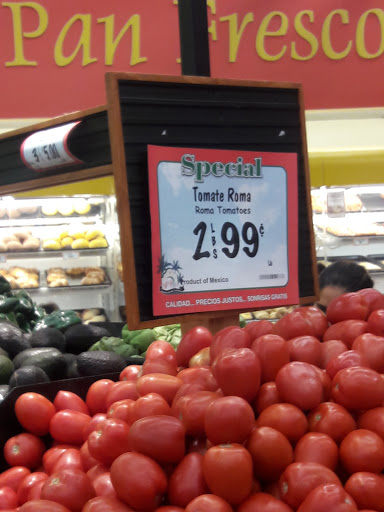 Pan Fresco
Special
Tomate Roma
Roma Tomatoes
2 LBS 99¢
Product of Mexico
CALIDAD... PRECIOS JUSTOS... SONRISAS GRATIS